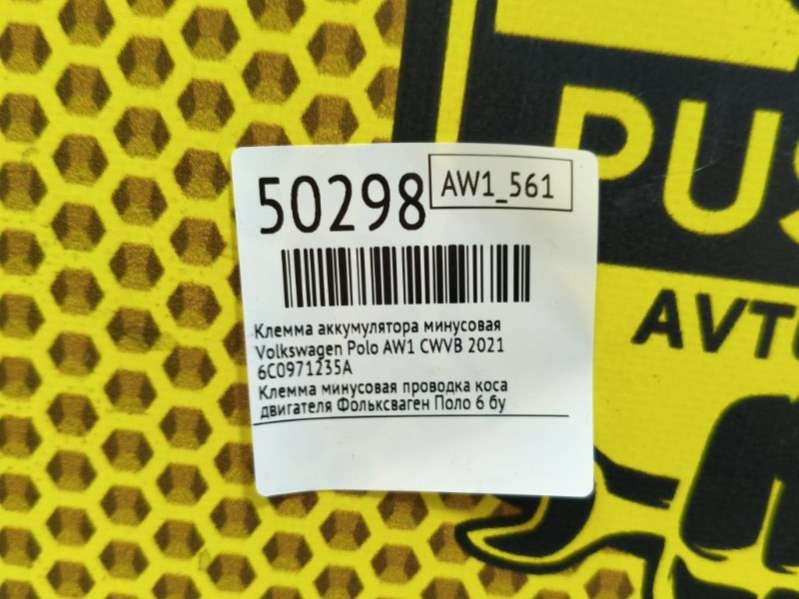 50298
AW1_561
Клемма аккумулятора минусовая
Volkswagen Polo AW1 CWVB 2021
6C0971235A
Клемма минусовая проводка коса
двигателя Фольксваген Поло 6 бу
PUS
AVTO